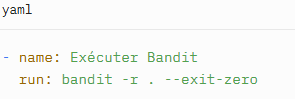 yaml
- name: Exécuter Bandit
  run: bandit -r . --exit-zero